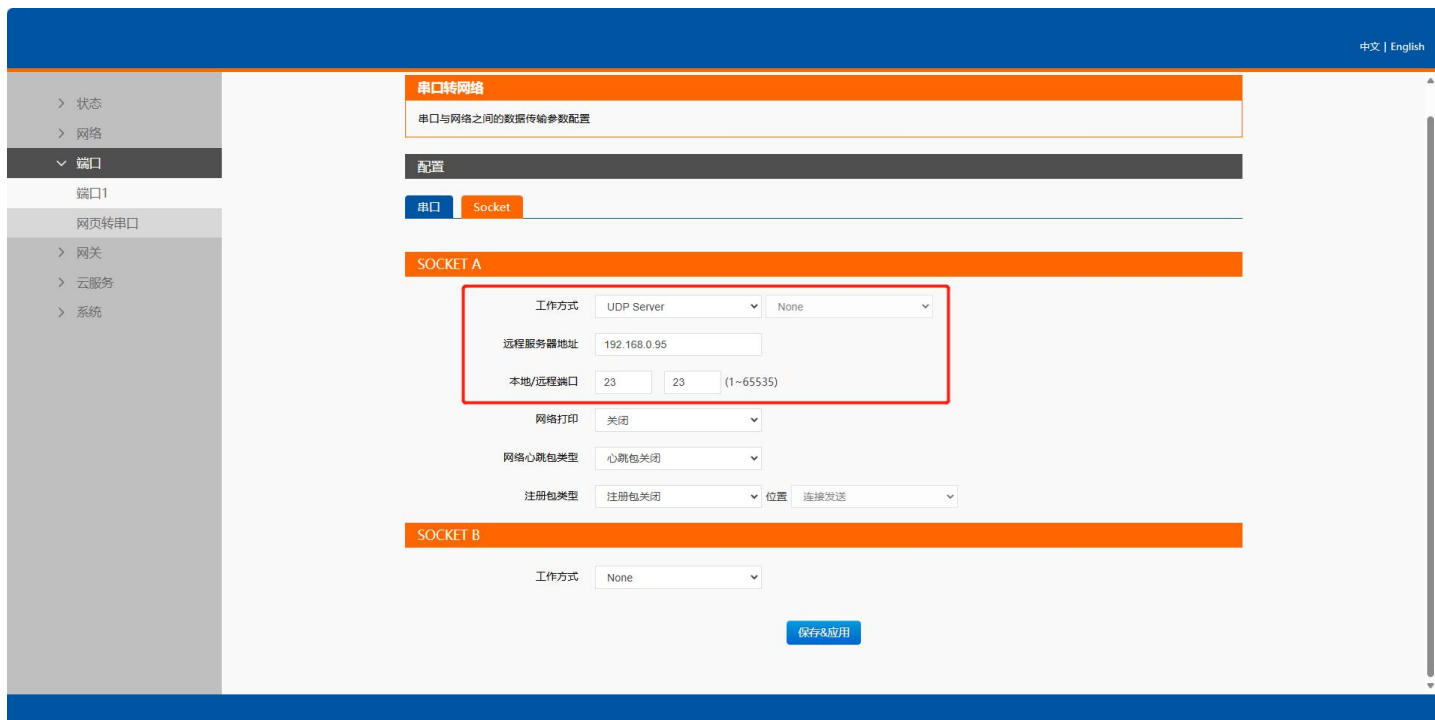 中文 | English
状态
网络
端口
端口1
网页转串口
网关
云服务
系统
串口转网络
串口与网络之间的数据传输参数配置
配置
串口 Socket
SOCKET A
工作方式 UDP Server None
远程服务器地址 192.168.0.95
本地/远程端口 23 23 (1~65535)
网络打印 关闭
网络心跳包类型 心跳包关闭
注册包类型 注册包关闭 位置 连接发送
SOCKET B
工作方式 None
保存&应用